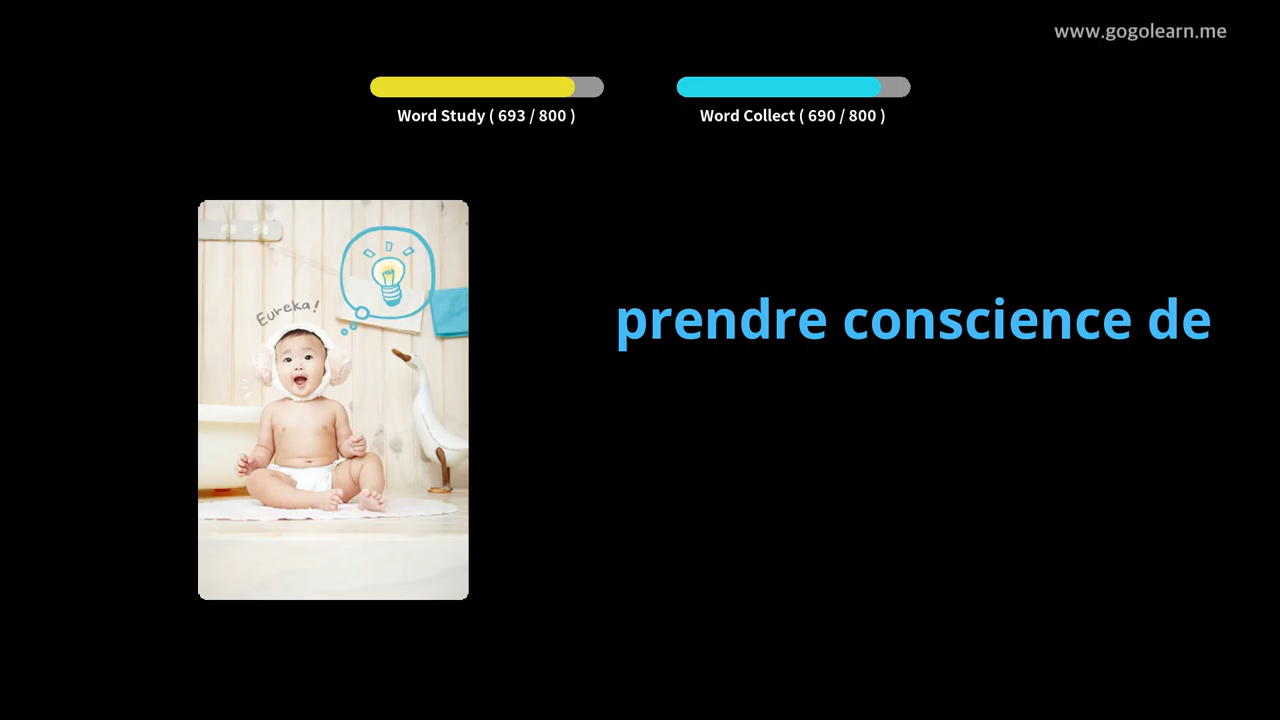 www.gogolearn.me
Word Study ( 693 / 800 )
Word Collect ( 690 / 800 )
Eureka!
prendre conscience de